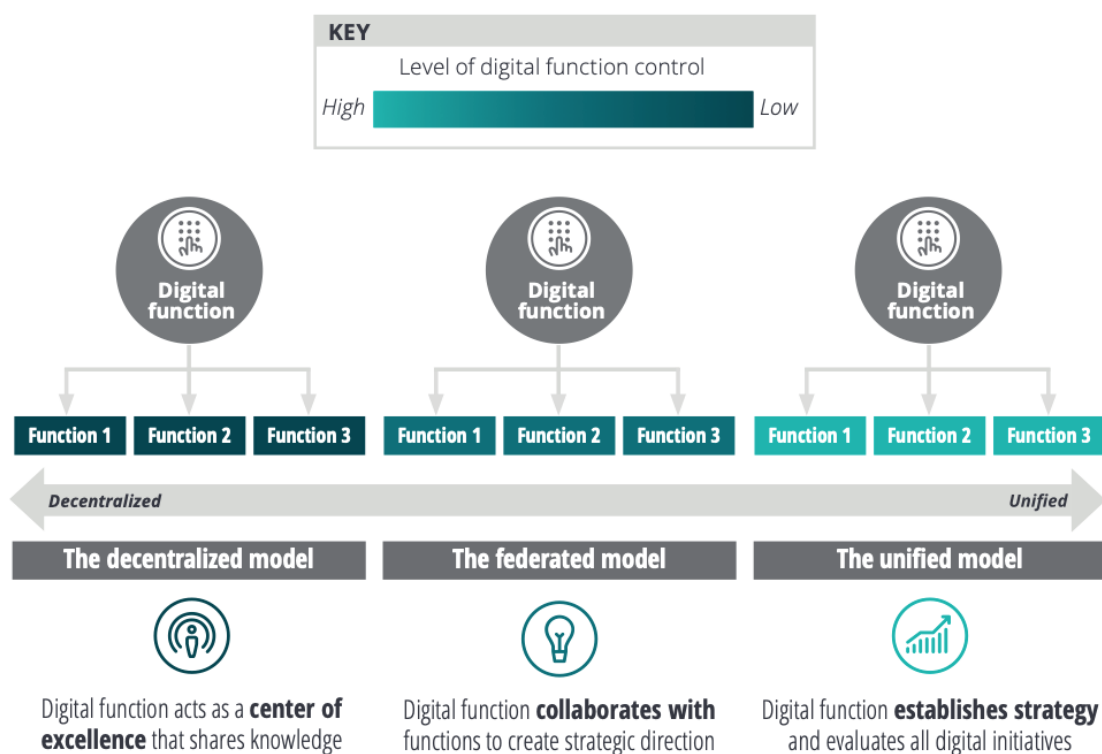 KEY
Level of digital function control
High
Low
Digital
function
Digital
function
Digital
function
Function 1
Function 2
Function 3
Function 1
Function 2
Function 3
Function 1
Function 2
Function 3
Decentralized
Unified
The decentralized model
The federated model
The unified model
Digital function acts as a center of
excellence that shares knowledge
Digital function collaborates with
functions to create strategic direction
Digital function establishes strategy
and evaluates all digital initiatives